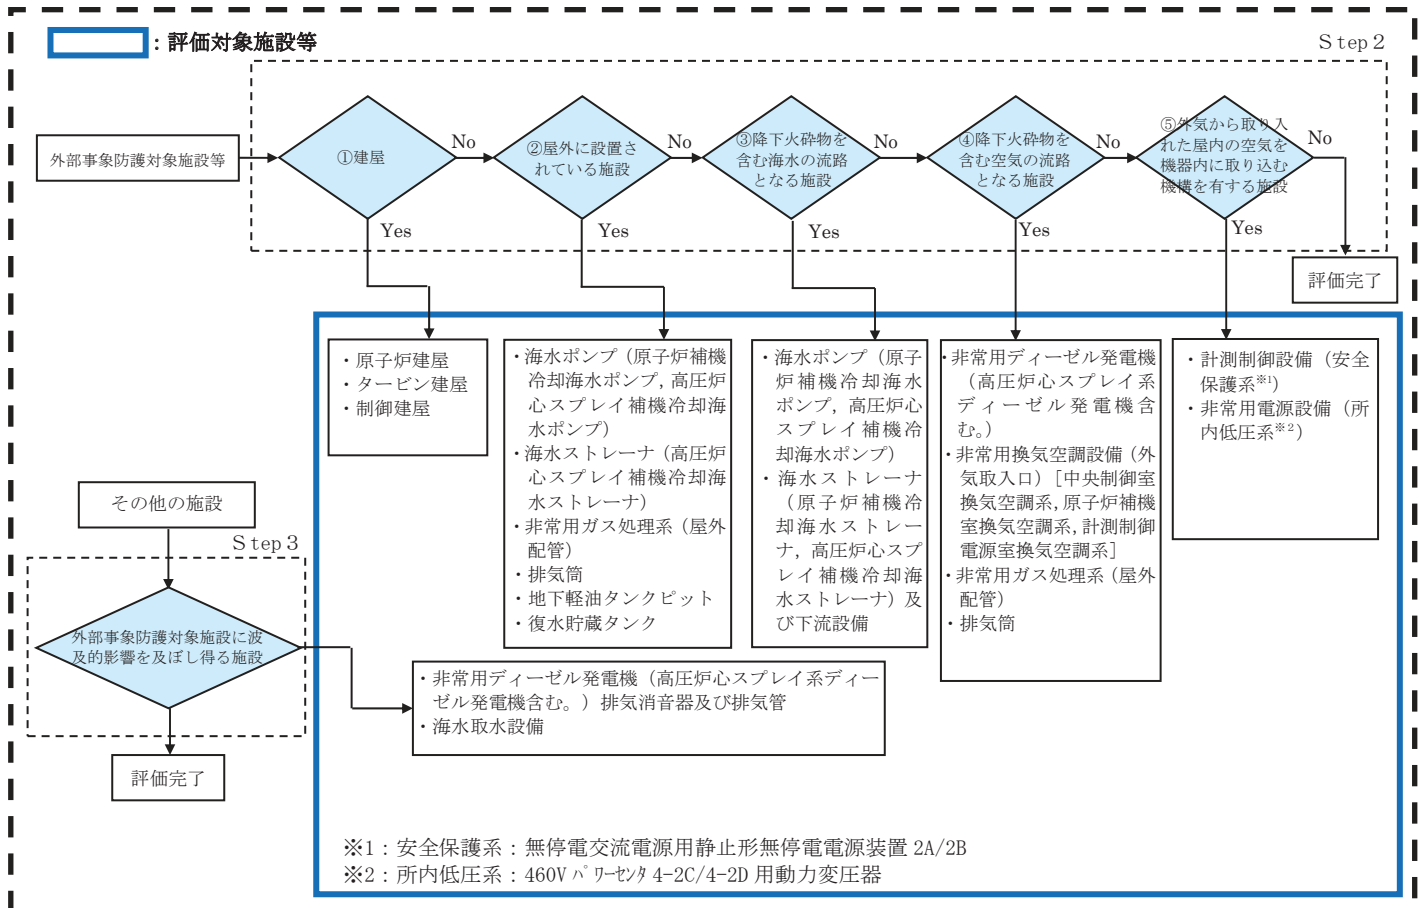 ：評価対象施設等
Step2
外部事象防護対象施設等
①建屋
No
②屋外に設置さ
れている施設
No
③降下火砕物を
含む海水の流路
となる施設
No
④降下火砕物を
含む空気の流路
となる施設
No
⑤外気から取り入
れた屋内の空気を
機器内に取り込む
機構を有する施設
No
Yes
Yes
Yes
Yes
Yes
評価完了
・原子炉建屋
・タービン建屋
・制御建屋
・海水ポンプ（原子炉補機
冷却海水ポンプ，高圧炉
心スプレイ補機冷却海
水ポンプ）
・海水ストレーナ（高圧炉
心スプレイ補機冷却海
水ストレーナ）
・非常用ガス処理系（屋外
配管）
・排気筒
・地下軽油タンクピット
・復水貯蔵タンク
・海水ポンプ（原子
炉補機冷却海水
ポンプ，高圧炉心
スプレイ補機冷
却海水ポンプ）
・海水ストレーナ
（原子炉補機冷
却海水ストレー
ナ，高圧炉心スプ
レイ補機冷却海
水ストレーナ）及
び下流設備
・非常用ディーゼル発電機
（高圧炉心スプレイ系
ディーゼル発電機含
む。）
・非常用換気空調設備（外
気取入口）［中央制御室
換気空調系，原子炉補機
室換気空調系，計測制御
電源室換気空調系］
・非常用ガス処理系（屋外
配管）
・排気筒
・計測制御設備（安全
保護系※1）
・非常用電源設備（所
内低圧系※2）
その他の施設
Step3
外部事象防護対象施設に波
及的影響を及ぼし得る施設
評価完了
・非常用ディーゼル発電機（高圧炉心スプレイ系ディー
ゼル発電機含む。）排気消音器及び排気管
・海水取水設備
※1：安全保護系：無停電交流電源用静止形無停電電源装置 2A/2B
※2：所内低圧系：460V パワーセンタ 4-2C/4-2D 用動力変圧器